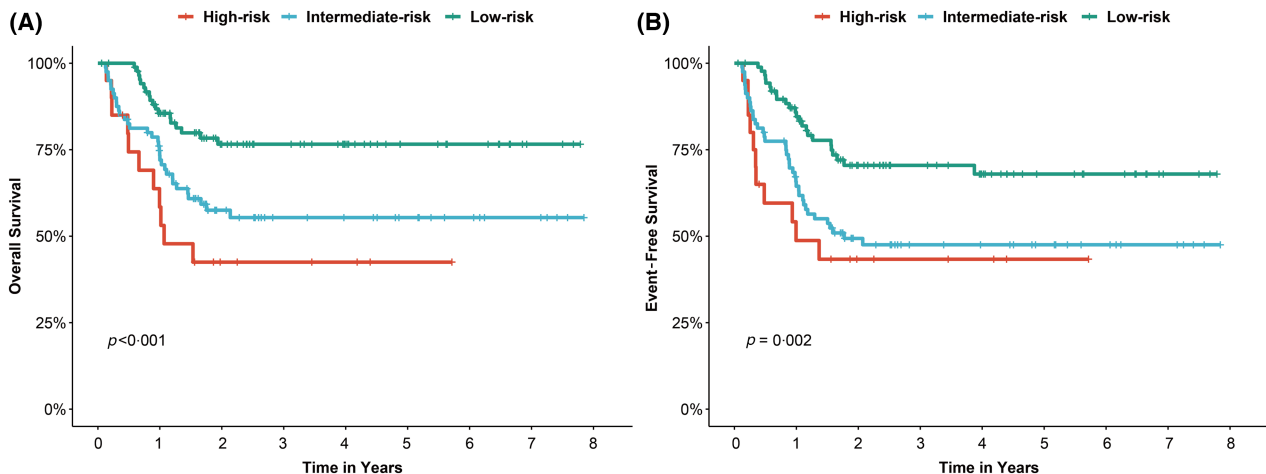 (A)
High-risk Intermediate-risk Low-risk
100%
75%
50%
25%
0%
Overall Survival
p<0·001
0 1 2 3 4 5 6 7 8
Time in Years
(B)
High-risk Intermediate-risk Low-risk
100%
75%
50%
25%
0%
Event-Free Survival
p = 0·002
0 1 2 3 4 5 6 7 8
Time in Years